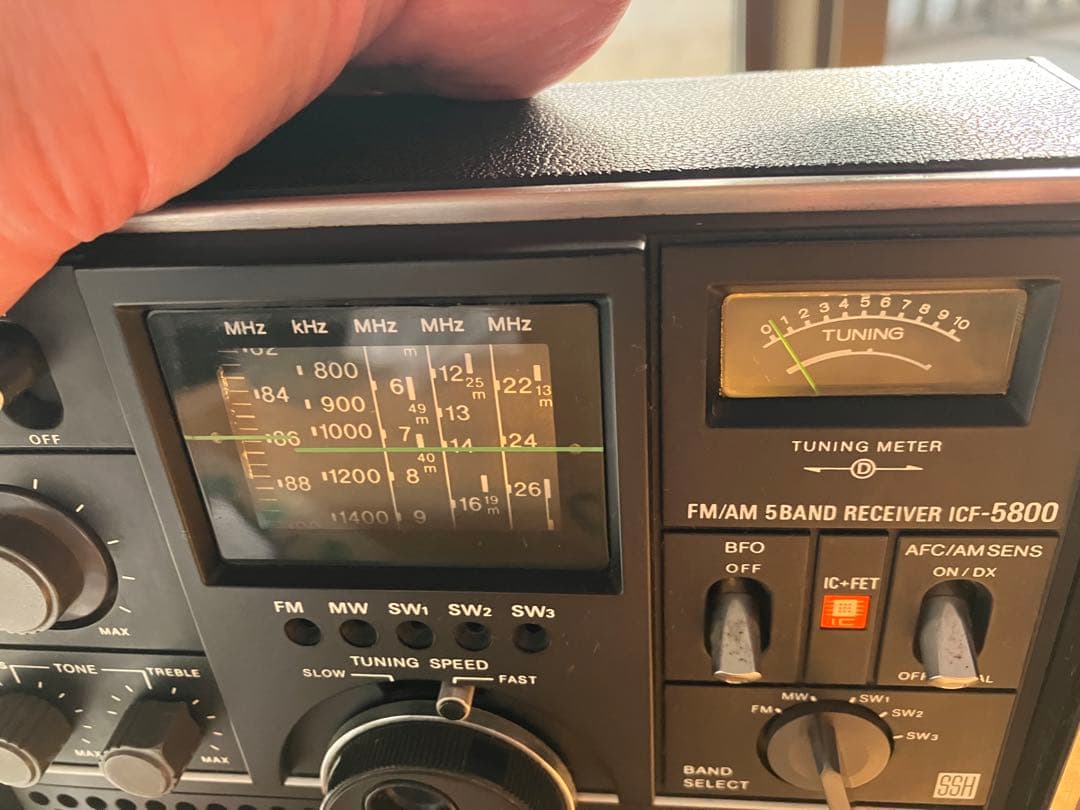 MHz kHz MHz MHz MHz
82 800 m
84 6 12 25 m 22 13 m
900 49 m 13
86 1000 7 14 24
40 m
88 1200 8 16 19 m 26
1400 9
0 1 2 3 4 5 6 7 8 9 10
TUNING
TUNING METER
D
FM/AM 5BAND RECEIVER ICF-5800
OFF
MAX
FM MW SW1 SW2 SW3
TUNING SPEED
SLOW FAST
TONE TREBLE
MAX MAX
BFO
OFF
IC+FET
IC
AFC/AM SENS
ON/DX
MW SW1
FM SW2
SW3
BAND
SELECT
SSH